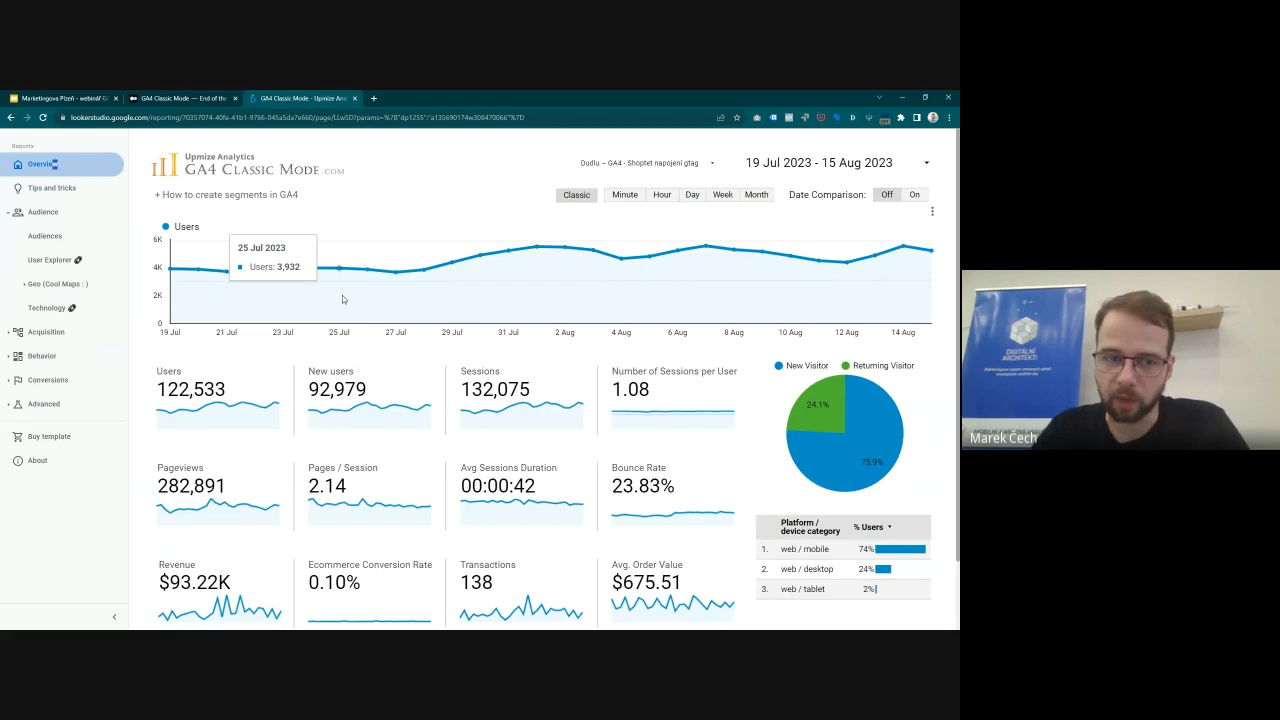 Marketingova Plzeň - webinář G
GA4 Classic Mode — End of the
GA4 Classic Mode - Upmize Ana
lookerstudio.google.com/reporting/70357074-40fe-41b1-9766-045a5da7e660/page/LLwSD?params=%7B"dp1255":"a135690174w308470066"%7D
Reports
Overview
Tips and tricks
Audience
Audiences
User Explorer
Geo (Cool Maps : )
Technology
Acquisition
Behavior
Conversions
Advanced
Buy template
About
Upmize Analytics
GA4 CLASSIC MODE.COM
Dudlu – GA4 - Shoptet napojení gtag
19 Jul 2023 - 15 Aug 2023
+ How to create segments in GA4
Classic Minute Hour Day Week Month
Date Comparison: Off On
Users
6K
4K
2K
0
25 Jul 2023
Users: 3,932
19 Jul 21 Jul 23 Jul 25 Jul 27 Jul 29 Jul 31 Jul 2 Aug 4 Aug 6 Aug 8 Aug 10 Aug 12 Aug 14 Aug
Users
122,533
New users
92,979
Sessions
132,075
Number of Sessions per User
1.08
New Visitor Returning Visitor
24.1%
75.9%
Pageviews
282,891
Pages / Session
2.14
Avg Sessions Duration
00:00:42
Bounce Rate
23.83%
Platform / device category % Users
1. web / mobile 74%
2. web / desktop 24%
3. web / tablet 2%
Revenue
$93.22K
Ecommerce Conversion Rate
0.10%
Transactions
138
Avg. Order Value
$675.51
DIGITÁLNÍ
ARCHITEKTI
Marek Čech